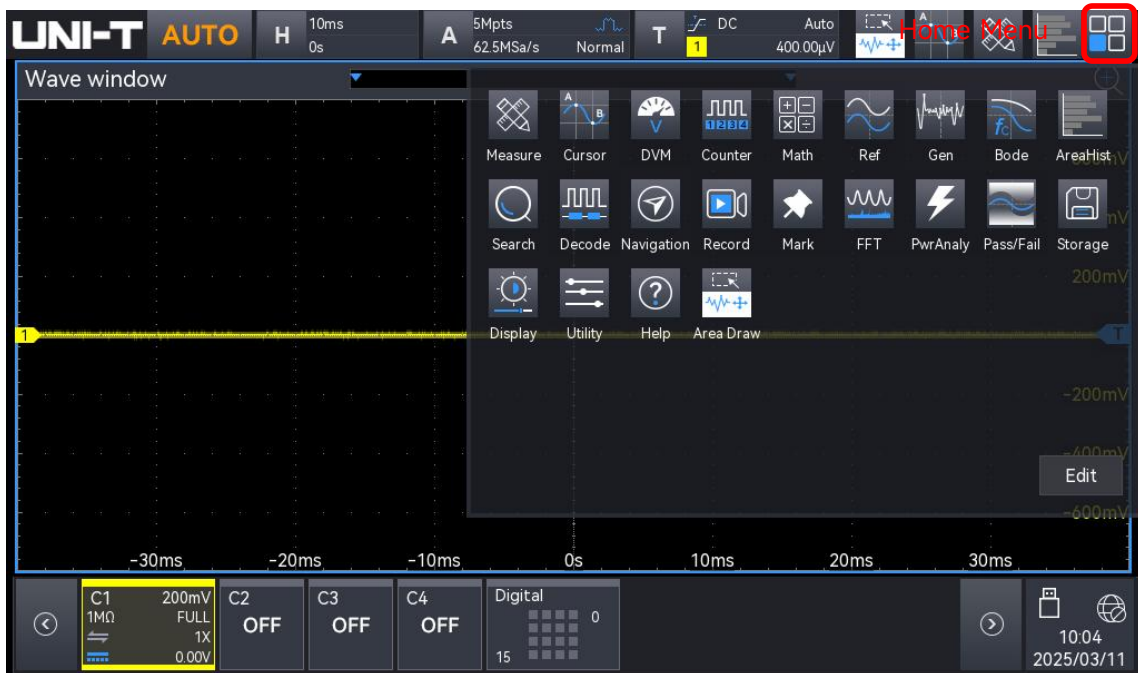 UNI-T AUTO H 10ms 0s A 5Mpts 62.5MSa/s Normal T DC 1 Auto 400.00μV Home Menu
Wave window
Measure Cursor DVM Counter Math Ref Gen Bode AreaHist
Search Decode Navigation Record Mark FFT PwrAnaly Pass/Fail Storage
200mV
Display Utility Help Area Draw
1 T
-200mV
-400mV
Edit
-600mV
-30ms -20ms -10ms 0s 10ms 20ms 30ms
C1 200mV C2 C3 C4 Digital
1MΩ FULL OFF OFF OFF 0
1X
0.00V 15
10:04
2025/03/11